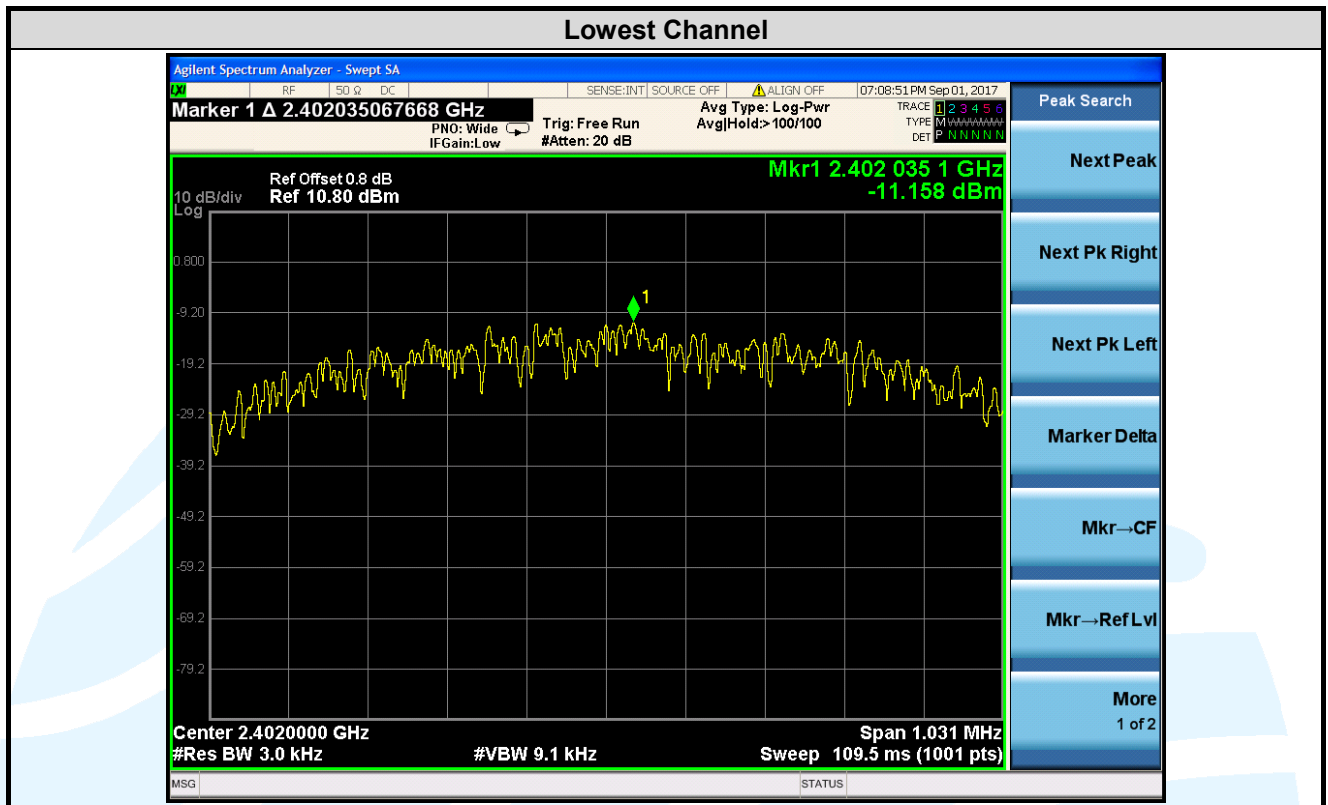 Lowest Channel
Agilent Spectrum Analyzer - Swept SA
LXI RF 50 Ω DC SENSE:INT SOURCE OFF ALIGN OFF 07:08:51 PM Sep 01, 2017
Marker 1 Δ 2.402035067668 GHz
PNO: Wide
IFGain:Low
Trig: Free Run
#Atten: 20 dB
Avg Type: Log-Pwr
Avg|Hold:>100/100
TRACE 1 2 3 4 5 6
TYPE M
DET P N N N N N
Peak Search
Next Peak
Next Pk Right
Next Pk Left
Marker Delta
Mkr→CF
Mkr→Ref Lvl
More
1 of 2
Mkr1 2.402 035 1 GHz
-11.158 dBm
Ref Offset 0.8 dB
10 dB/div Ref 10.80 dBm
Log
0.800
-9.20
-19.2
-29.2
-39.2
-49.2
-59.2
-69.2
-79.2
1
Center 2.4020000 GHz Span 1.031 MHz
#Res BW 3.0 kHz #VBW 9.1 kHz Sweep 109.5 ms (1001 pts)
MSG STATUS